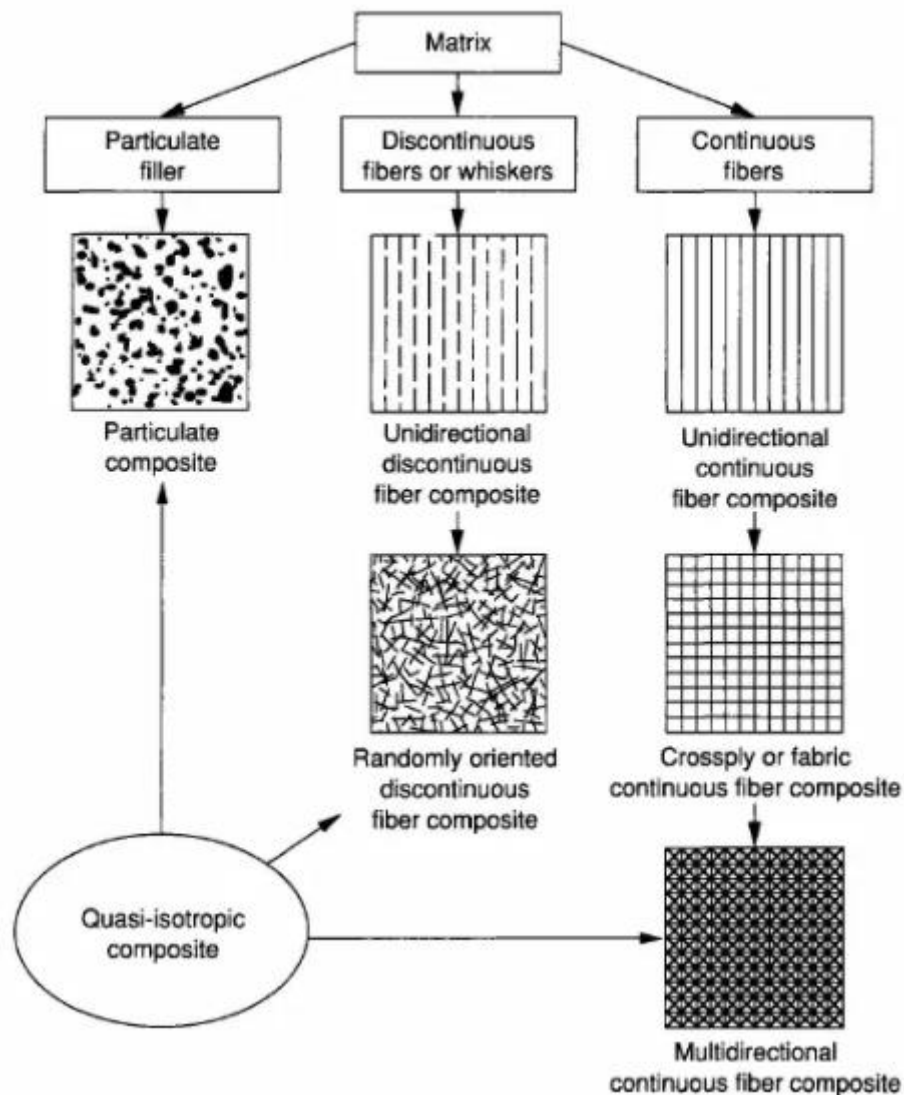 Matrix
Particulate
filler
Discontinuous
fibers or whiskers
Continuous
fibers
Particulate
composite
Unidirectional
discontinuous
fiber composite
Unidirectional
continuous
fiber composite
Randomly oriented
discontinuous
fiber composite
Crossply or fabric
continuous fiber composite
Quasi-isotropic
composite
Multidirectional
continuous fiber composite